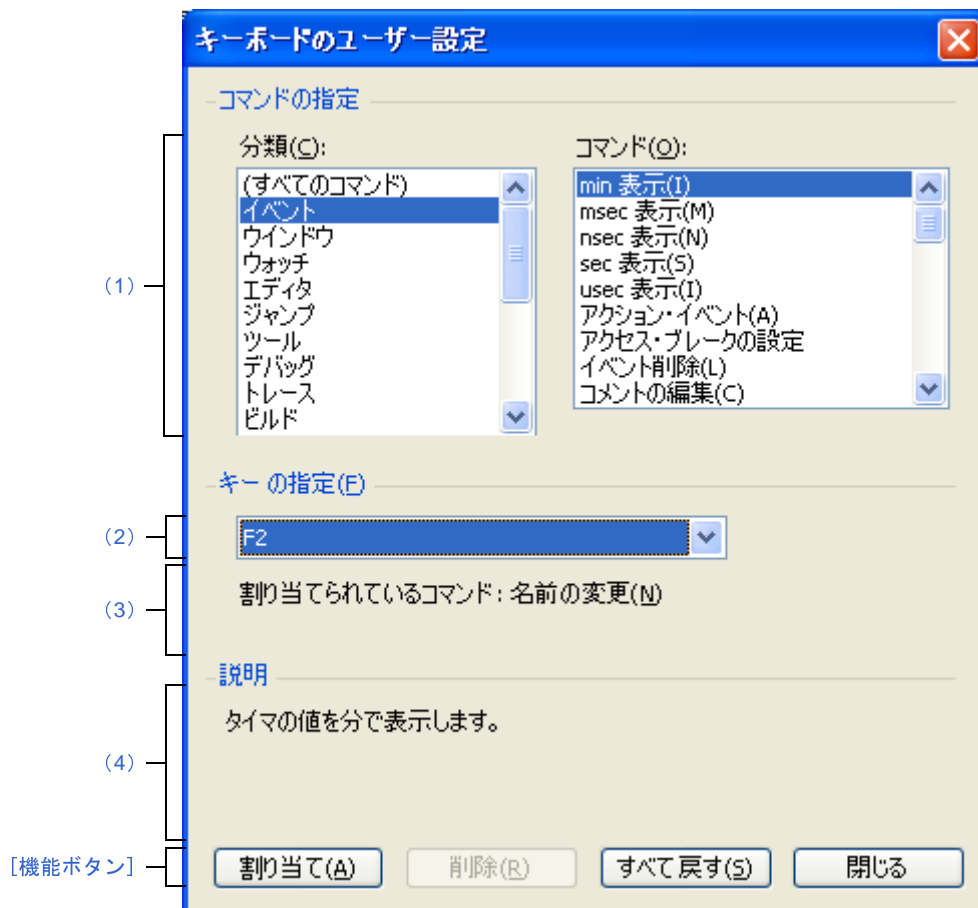 キーボードのユーザー設定
コマンドの指定
分類(C):
(すべてのコマンド)
イベント
ウインドウ
ウォッチ
エディタ
ジャンプ
ツール
デバッグ
トレース
ビルド
コマンド(O):
min 表示(I)
msec 表示(M)
nsec 表示(N)
sec 表示(S)
usec 表示(I)
アクション・イベント(A)
アクセス・ブレークの設定
イベント削除(L)
コメントの編集(C)
(1)
キー の指定(F)
(2)
F2
(3)
割り当てられているコマンド: 名前の変更(N)
説明
(4)
タイマの値を分で表示します。
[機能ボタン]
割り当て(A)
削除(R)
すべて戻す(S)
閉じる